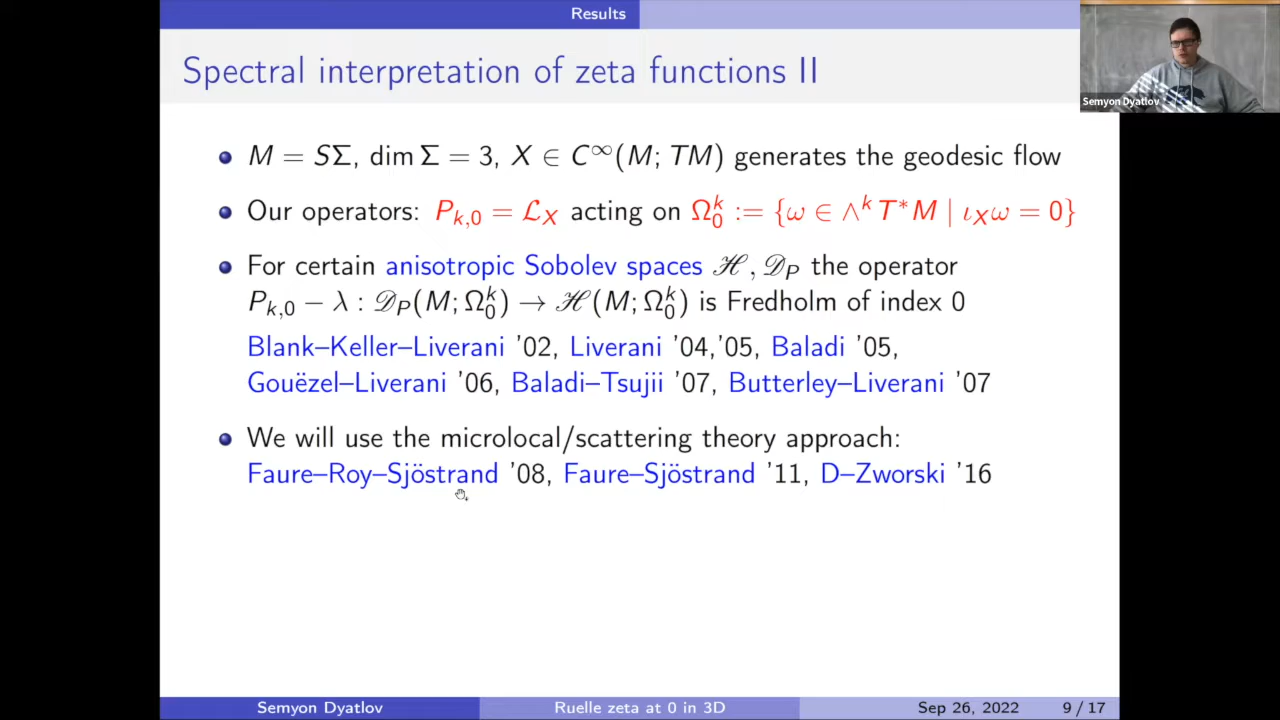 Results
Spectral interpretation of zeta functions II
Semyon Dyatlov
M = SΣ, dim Σ = 3, X ∈ C^∞(M; TM) generates the geodesic flow
Our operators: P_{k,0} = ℒ_X acting on Ω_0^k := {ω ∈ ∧^k T*M | ι_X ω = 0}
For certain anisotropic Sobolev spaces ℋ, 𝒟_P the operator
P_{k,0} − λ : 𝒟_P(M; Ω_0^k) → ℋ(M; Ω_0^k) is Fredholm of index 0
Blank–Keller–Liverani '02, Liverani '04,'05, Baladi '05,
Gouëzel–Liverani '06, Baladi–Tsujii '07, Butterley–Liverani '07
We will use the microlocal/scattering theory approach:
Faure–Roy–Sjöstrand '08, Faure–Sjöstrand '11, D–Zworski '16
Semyon Dyatlov
Ruelle zeta at 0 in 3D
Sep 26, 2022
9 / 17